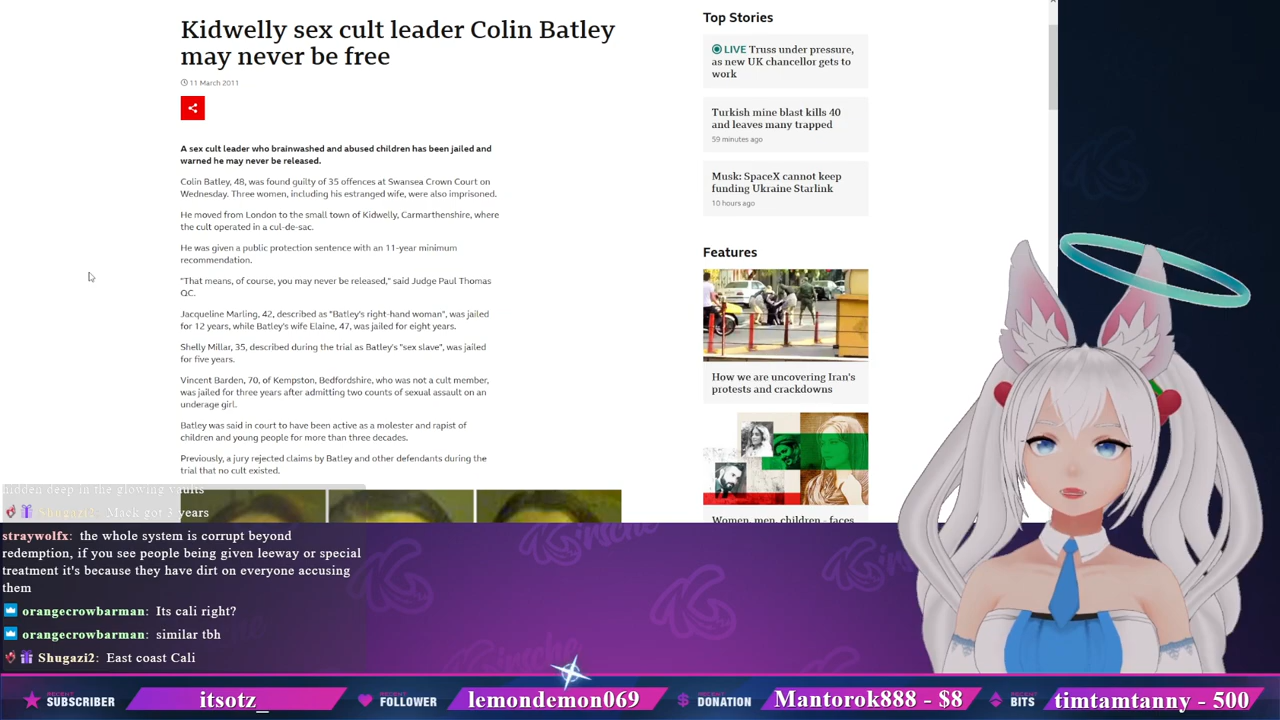 Kidwelly sex cult leader Colin Batley
may never be free
11 March 2011
A sex cult leader who brainwashed and abused children has been jailed and
warned he may never be released.
Colin Batley, 48, was found guilty of 35 offences at Swansea Crown Court on
Wednesday. Three women, including his estranged wife, were also imprisoned.
He moved from London to the small town of Kidwelly, Carmarthenshire, where
the cult operated in a cul-de-sac.
He was given a public protection sentence with an 11-year minimum
recommendation.
"That means, of course, you may never be released," said Judge Paul Thomas
QC.
Jacqueline Marling, 42, described as "Batley's right-hand woman", was jailed
for 12 years, while Batley's wife Elaine, 47, was jailed for eight years.
Shelly Millar, 35, described during the trial as Batley's "sex slave", was jailed
for five years.
Vincent Barden, 70, of Kempston, Bedfordshire, who was not a cult member,
was jailed for three years after admitting two counts of sexual assault on an
underage girl.
Batley was said in court to have been active as a molester and rapist of
children and young people for more than three decades.
Previously, a jury rejected claims by Batley and other defendants during the
trial that no cult existed.
Top Stories
LIVE Truss under pressure,
as new UK chancellor gets to
work
Turkish mine blast kills 40
and leaves many trapped
59 minutes ago
Musk: SpaceX cannot keep
funding Ukraine Starlink
10 hours ago
Features
How we are uncovering Iran's
protests and crackdowns
Women, men, children - faces
hidden deep in the glowing vaults
Shugazi2: Mack got 3 years
straywolfx: the whole system is corrupt beyond
redemption, if you see people being given leeway or special
treatment it's because they have dirt on everyone accusing
them
orangecrowbarman: Its cali right?
orangecrowbarman: similar tbh
Shugazi2: East coast Cali
RECENT
SUBSCRIBER
itsotz_
RECENT
FOLLOWER
lemondemon069
RECENT
DONATION
Mantorok888 - $8
RECENT
BITS
timtamtanny - 500